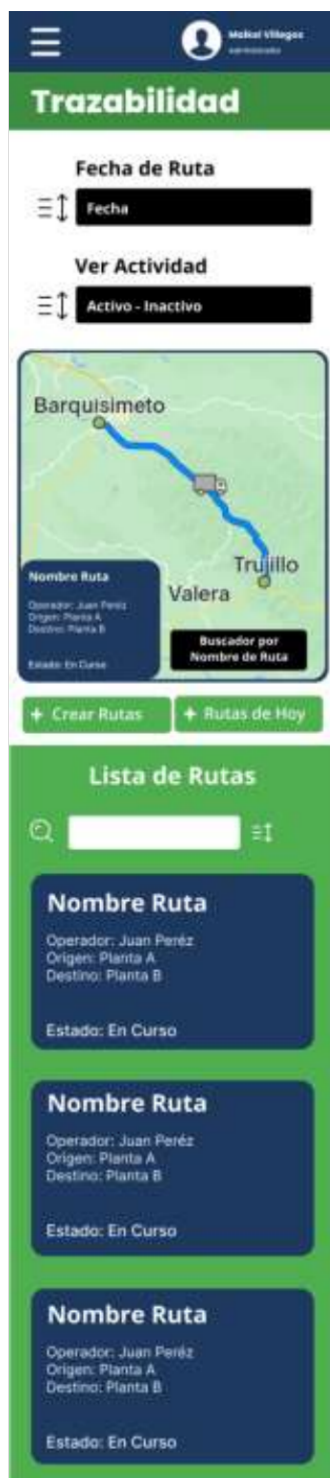 Maikel Villegas
Administrador
Trazabilidad
Fecha de Ruta
Fecha
Ver Actividad
Activo - Inactivo
Barquisimeto
Trujillo
Valera
Nombre Ruta
Operador: Juan Peréz
Origen: Planta A
Destino: Planta B
Estado: En Curso
Buscador por
Nombre de Ruta
+ Crear Rutas
+ Rutas de Hoy
Lista de Rutas
Nombre Ruta
Operador: Juan Peréz
Origen: Planta A
Destino: Planta B
Estado: En Curso
Nombre Ruta
Operador: Juan Peréz
Origen: Planta A
Destino: Planta B
Estado: En Curso
Nombre Ruta
Operador: Juan Peréz
Origen: Planta A
Destino: Planta B
Estado: En Curso